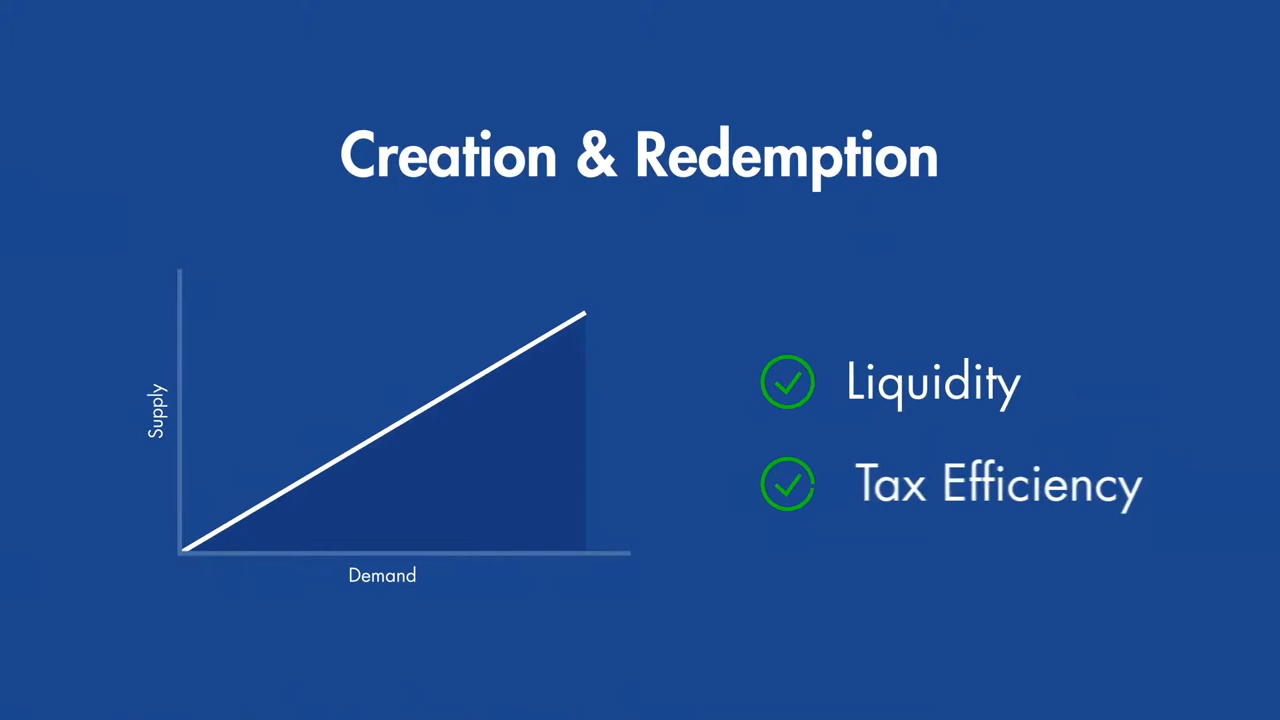 Creation & Redemption
Supply
Demand
Liquidity
Tax Efficiency